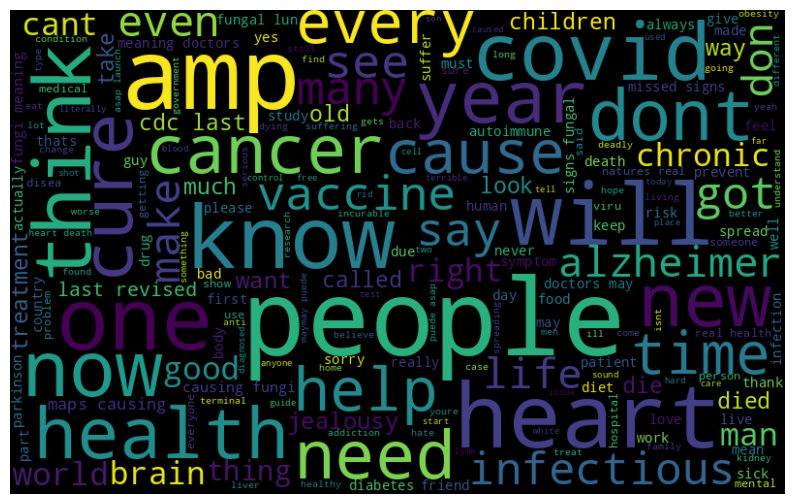 cant even fungal lun every children always give covid don
yes meaning doctors take see suffer way made
think medical amp many year must sure missed signs dont
cure cdc last study old back autoimmune said feel
cancer cause chronic
guy much vaccine look death natures real prevent
actually make please human risk got
know say will keep spread
drug bad due never alzheimer
treatment last revised want called right symptom doctors may
country one first day food new
problem use people may real health infection
now good body sorry really help life patient time
parkinson causing fungi diet die person thank
maps causing jealousy love live died
health need heart man
part world brain thing diabetes friend hospital work mean
infectious sick mental kidney
fungi meaning
signs fungal
condition
type
eat literally
asap launch
government
find
still
long
son
caused
used
different
going
obesity
yeah
far
thats
lot
change
disea
getting
shot
worse
heart death
found
something
blood
dying suffering
gets
serious
control free
terrible
cell
incurable
rid
research
tell
viru
hope
today
living
place
deadly
better
someone
understand
well
show
two
test
maymay puede
puede asap
believe
spreading
men
ill
come
isnt
anti
diagnosed
anyone
home
case
sound
hard
care
issue
terminal
guide
everyone
youre
start
addiction
hate
white
treat
family
lyme
liver
healthy